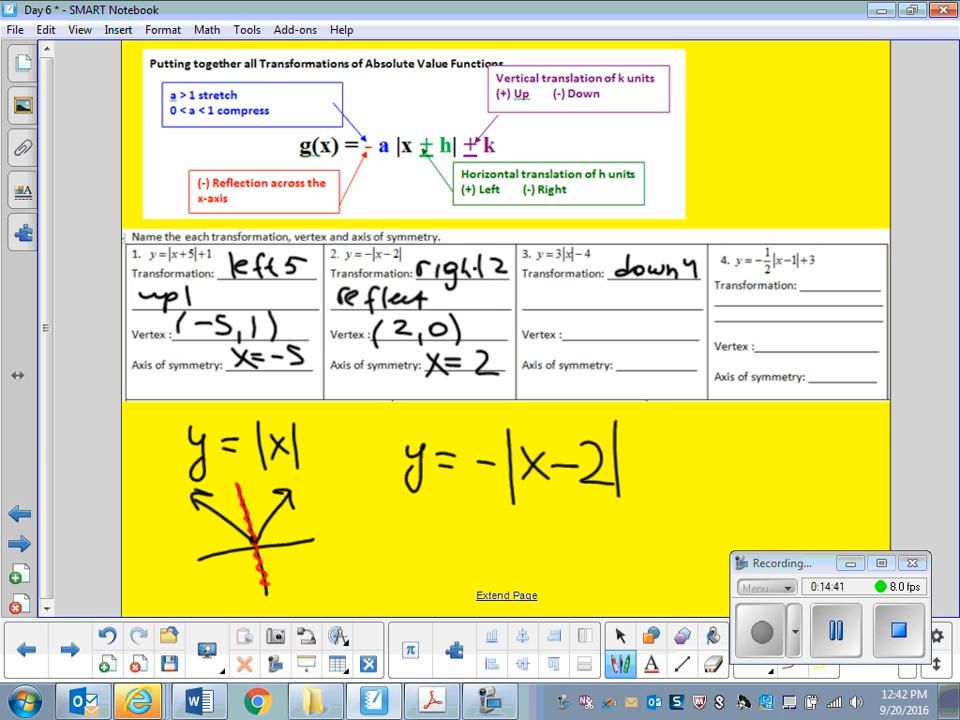 Day 6 * - SMART Notebook
File Edit View Insert Format Math Tools Add-ons Help
Putting together all Transformations of Absolute Value Functions
a > 1 stretch
0 < a < 1 compress
Vertical translation of k units
(+) Up (-) Down
g(x) = - a |x + h| + k
(-) Reflection across the
x-axis
Horizontal translation of h units
(+) Left (-) Right
Name the each transformation, vertex and axis of symmetry.
1. y=|x+5|+1
Transformation: left 5
up 1
Vertex : (-5, 1)
Axis of symmetry: x=-5
2. y=-|x-2|
Transformation: right 2
reflect
Vertex : (2, 0)
Axis of symmetry: x= 2
3. y=3|x|-4
Transformation: down 4
Vertex :
Axis of symmetry:
4. y=-1/2|x-1|+3
Transformation:
Vertex :
Axis of symmetry:
y = |x|
y = -|x-2|
Extend Page
Recording...
Menu 0:14:41 8.0 fps
12:42 PM
9/20/2016